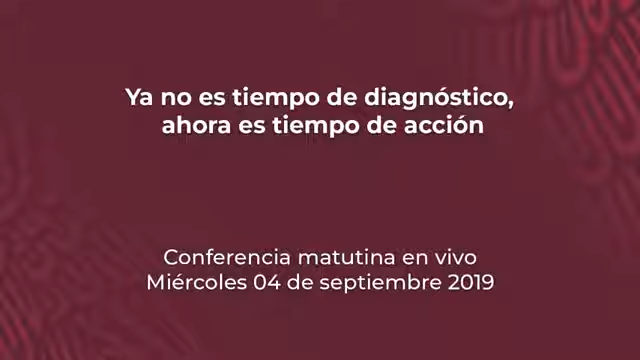 Ya no es tiempo de diagnóstico,
ahora es tiempo de acción
Conferencia matutina en vivo
Miércoles 04 de septiembre 2019